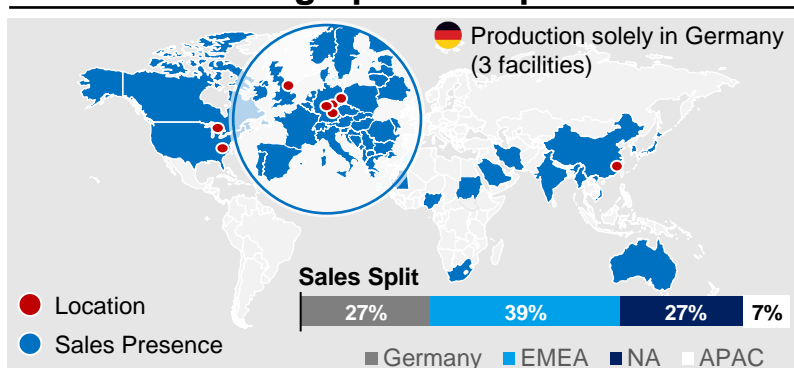 Production solely in Germany
(3 facilities)
Sales Split
27% 39% 27% 7%
Location
Sales Presence
Germany EMEA NA APAC